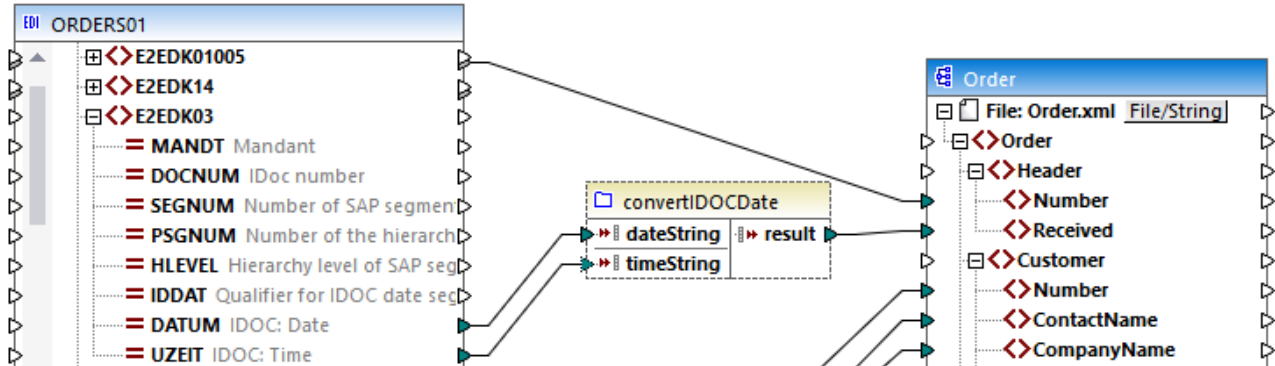 EDI ORDERS01
E2EDK01005
E2EDK14
E2EDK03
MANDT Mandant
DOCNUM IDoc number
SEGNUM Number of SAP segment
PSGNUM Number of the hierarch
HLEVEL Hierarchy level of SAP seg
IDDAT Qualifier for IDOC date seg
DATUM IDOC: Date
UZEIT IDOC: Time
convertIDOCDate
dateString result
timeString
Order
File: Order.xml File/String
Order
Header
Number
Received
Customer
Number
ContactName
CompanyName